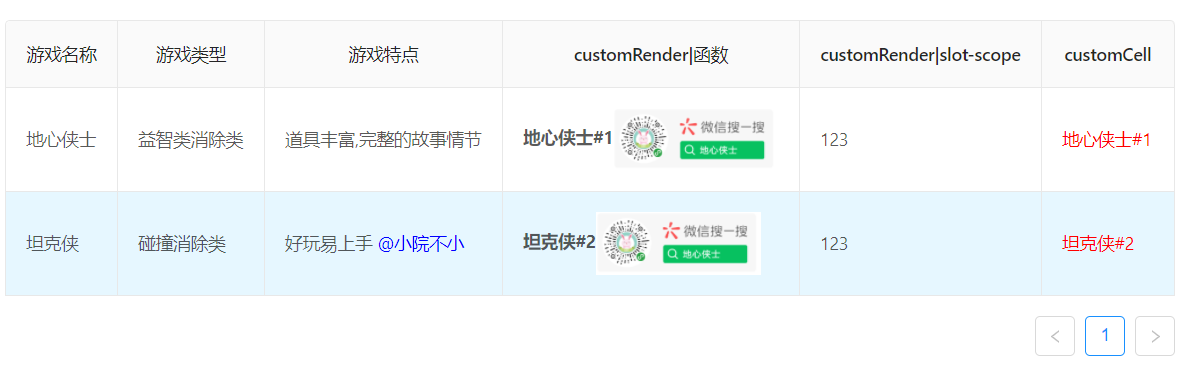 游戏名称 游戏类型 游戏特点 customRender|函数 customRender|slot-scope customCell
地心侠士 益智类消除类 道具丰富,完整的故事情节 地心侠士#1 微信搜一搜 地心侠士 123 地心侠士#1
坦克侠 碰撞消除类 好玩易上手 @小院不小 坦克侠#2 微信搜一搜 地心侠士 123 坦克侠#2
1